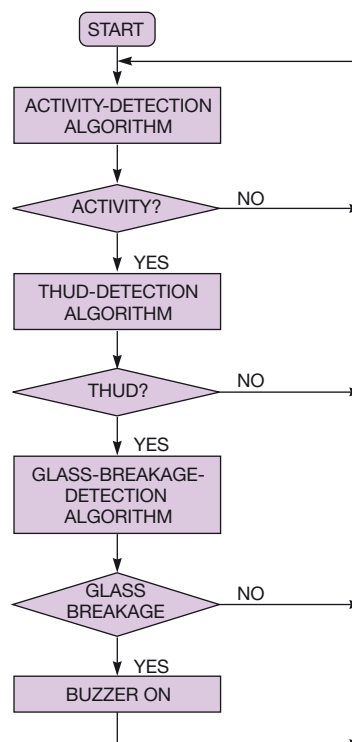 START
ACTIVITY-DETECTION
ALGORITHM
ACTIVITY?
NO
YES
THUD-DETECTION
ALGORITHM
THUD?
NO
YES
GLASS-BREAKAGE-
DETECTION
ALGORITHM
GLASS
BREAKAGE
NO
YES
BUZZER ON